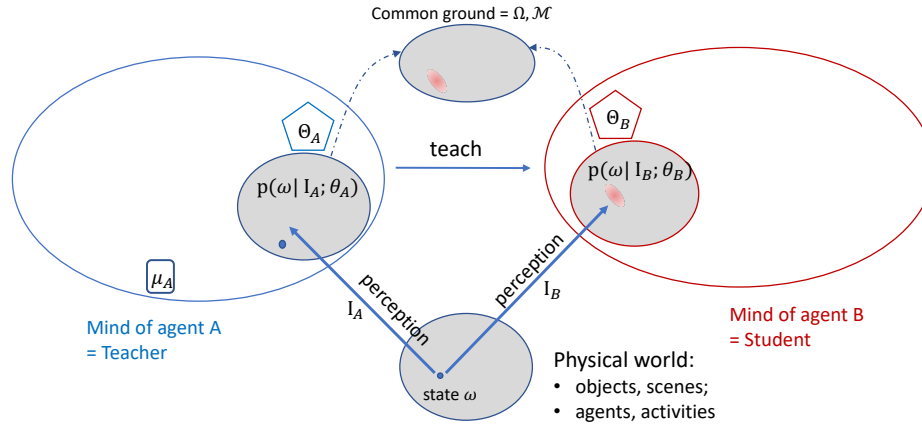 Common ground = Ω, ℳ
Θ_A
Θ_B
teach
p(ω| I_A; θ_A)
p(ω| I_B; θ_B)
μ_A
perception
I_A
perception
I_B
Mind of agent A
= Teacher
Mind of agent B
= Student
Physical world:
• objects, scenes;
• agents, activities
state ω